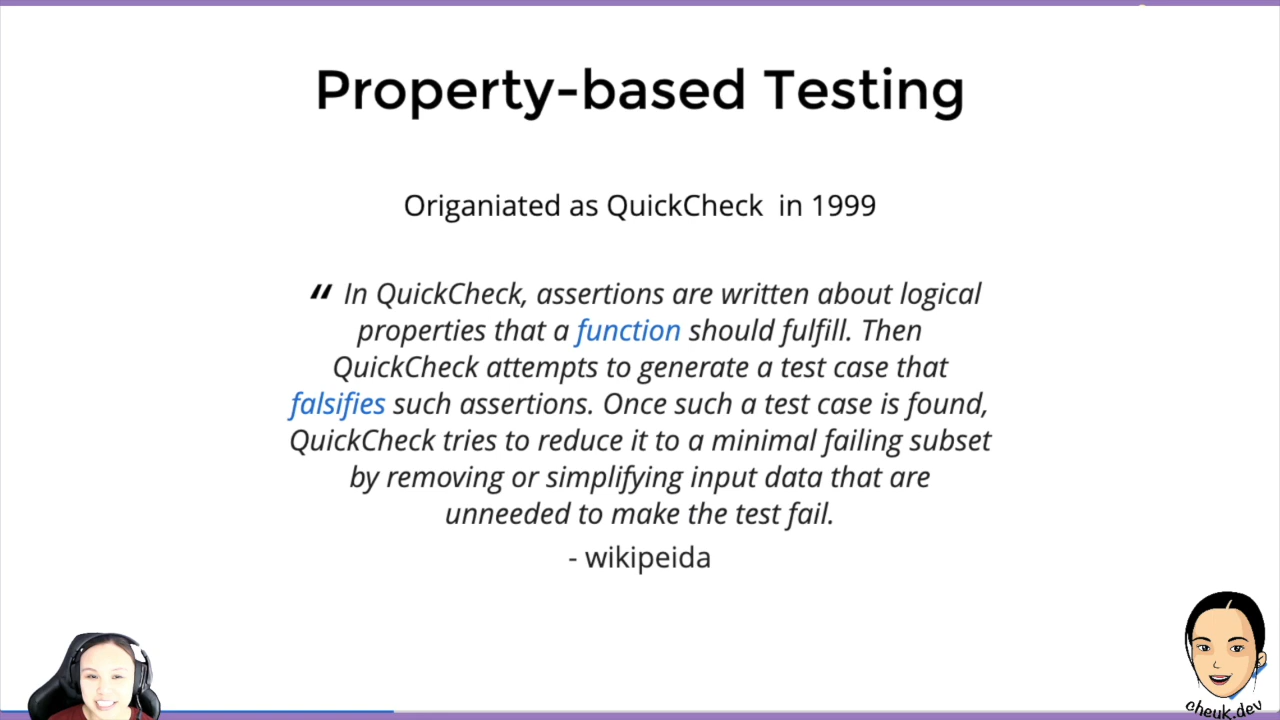 Property-based Testing
Origaniated as QuickCheck in 1999
“ In QuickCheck, assertions are written about logical
properties that a function should fulfill. Then
QuickCheck attempts to generate a test case that
falsifies such assertions. Once such a test case is found,
QuickCheck tries to reduce it to a minimal failing subset
by removing or simplifying input data that are
unneeded to make the test fail.
- wikipeida
cheuk.dev